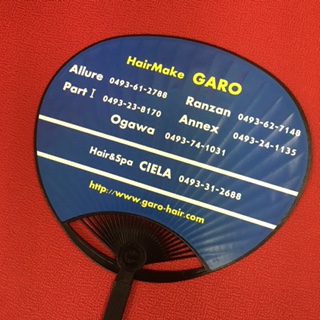 HairMake GARO
Allure 0493-61-2788
Ranzan 0493-62-7148
Part I 0493-23-8170
Annex 0493-24-1135
Ogawa 0493-74-1031
Hair&Spa CIELA 0493-31-2688
http://www.garo-hair.com